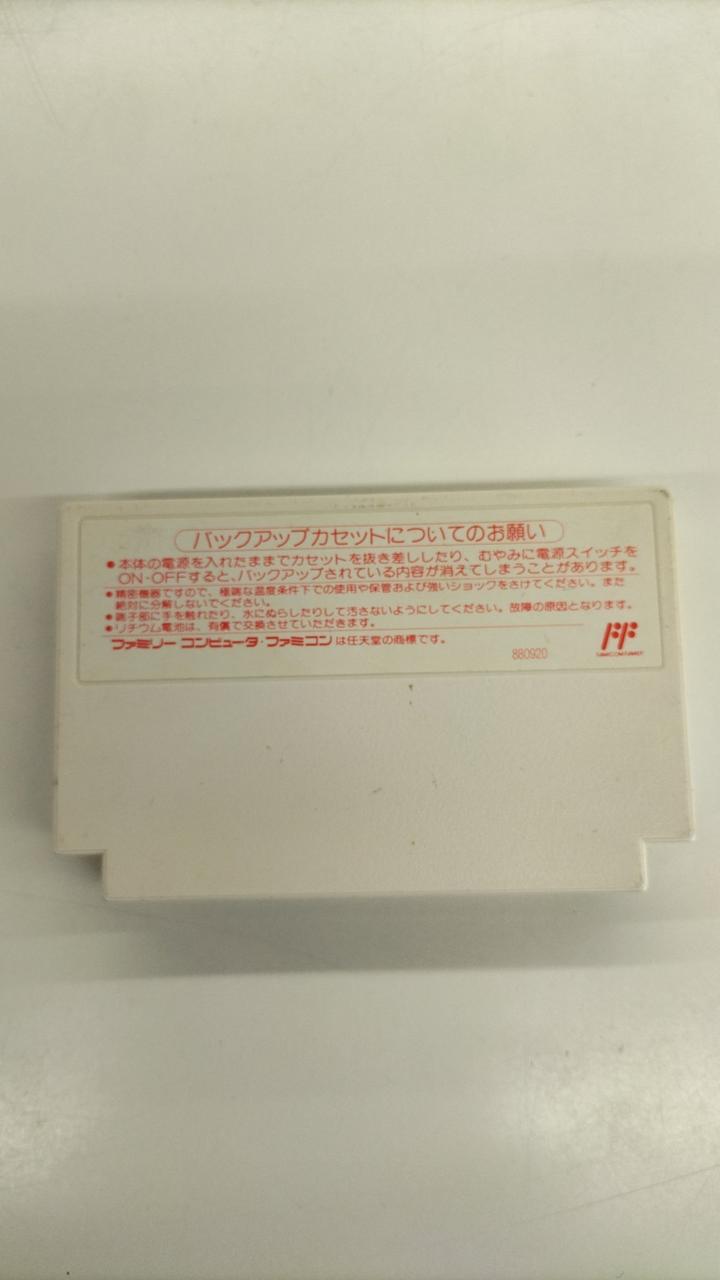 バックアップカセットについてのお願い
●本体の電源を入れたままでカセットを抜き差ししたり、むやみに電源スイッチを
ON・OFFすると、バックアップされている内容が消えてしまうことがあります。
●精密機器ですので、極端な温度条件下での使用や保管および強いショックをさけてください。また
絶対に分解しないでください。
●端子部に手を触れたり、水にぬらしたりして汚さないようにしてください。故障の原因となります。
●リチウム電池は、有償で交換させていただきます。
ファミリーコンピュータ・ファミコンは任天堂の商標です。
880920
FF
FAMICOM FAMILY